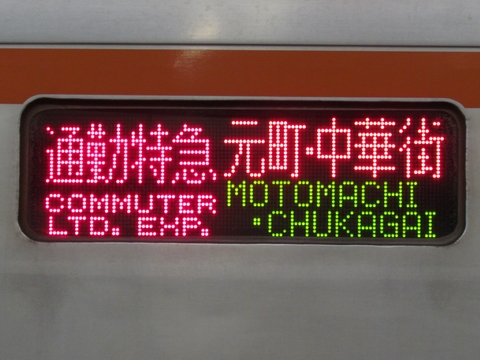 通勤特急 元町・中華街
COMMUTER MOTOMACHI
LTD. EXP. ・CHUKAGAI